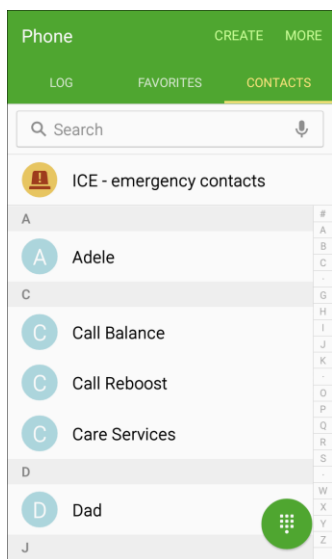 Phone CREATE MORE
LOG FAVORITES CONTACTS
Search
ICE - emergency contacts
A
A Adele
C
C Call Balance
C Call Reboost
C Care Services
D
D Dad
J
#
A
B
C
·
G
H
I
J
K
·
O
P
Q
R
S
·
W
X
Y
Z